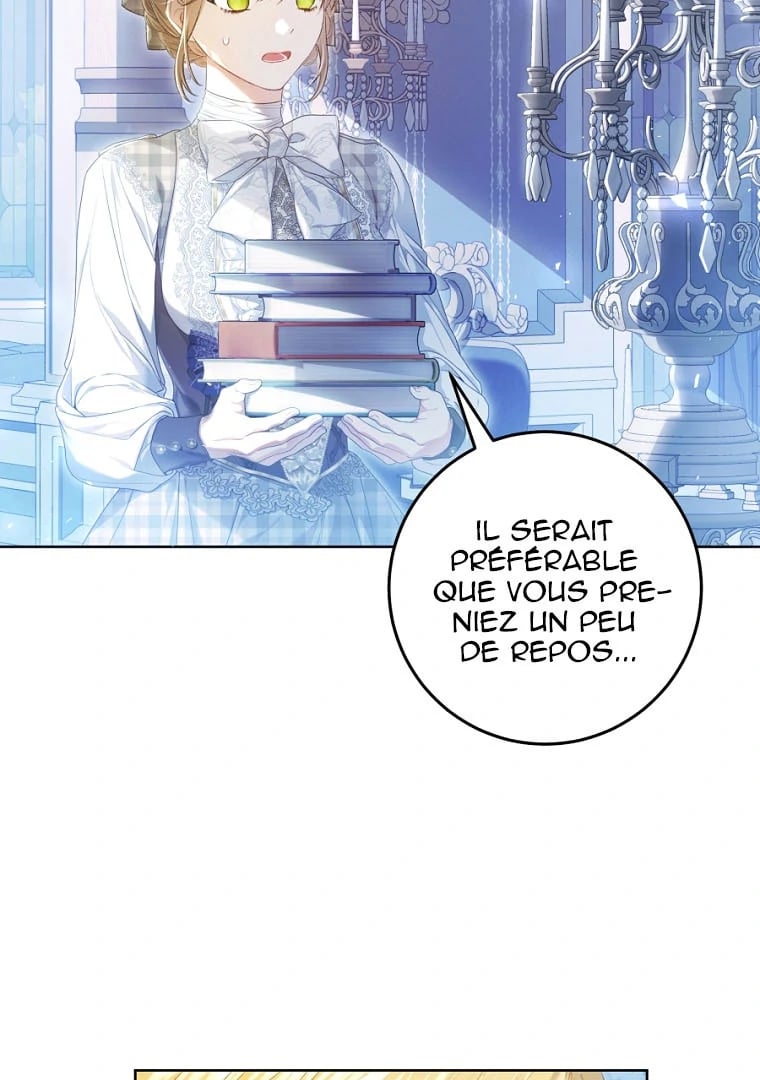 IL SERAIT
PRÉFÉRABLE
QUE VOUS PRE-
NIEZ UN PEU
DE REPOS...